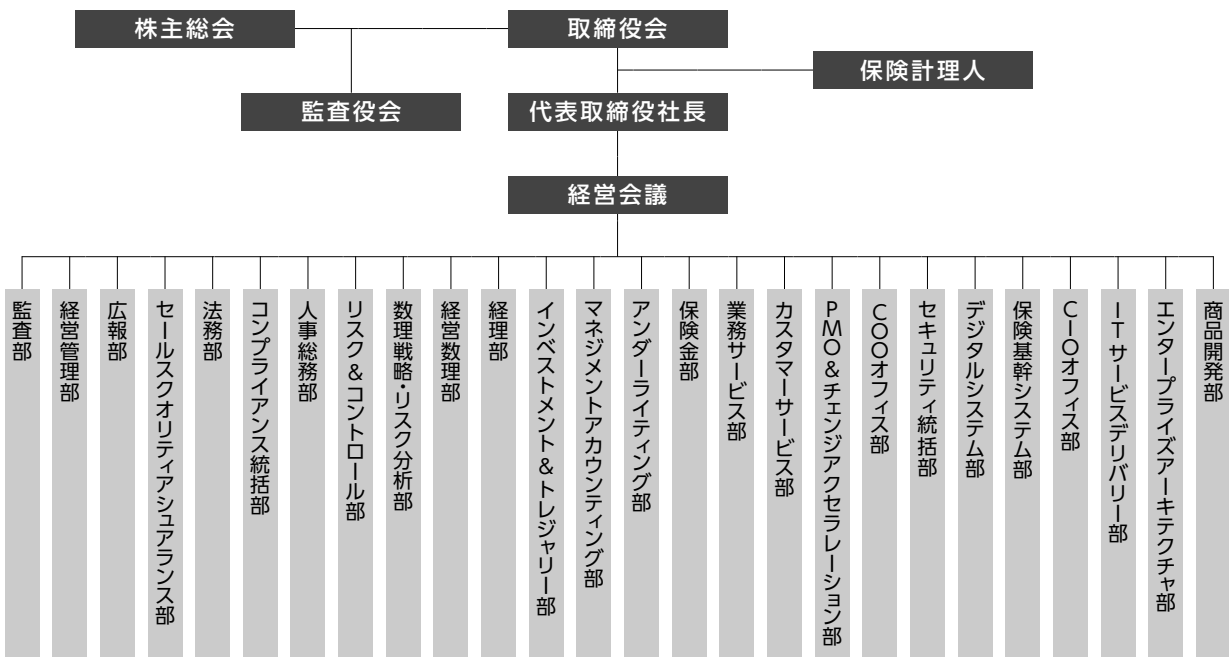 株主総会
取締役会
保険計理人
監査役会
代表取締役社長
経営会議
監査部
経営管理部
広報部
セールスクオリティアシュアランス部
法務部
コンプライアンス統括部
人事総務部
リスク&コントロール部
数理戦略・リスク分析部
経営数理部
経理部
インベストメント&トレジャリー部
マネジメントアカウンティング部
アンダーライティング部
保険金部
業務サービス部
カスタマーサービス部
PMO&チェンジアクセラレーション部
COOオフィス部
セキュリティ統括部
デジタルシステム部
保険基幹システム部
CIOオフィス部
ITサービスデリバリー部
エンタープライズアーキテクチャ部
商品開発部